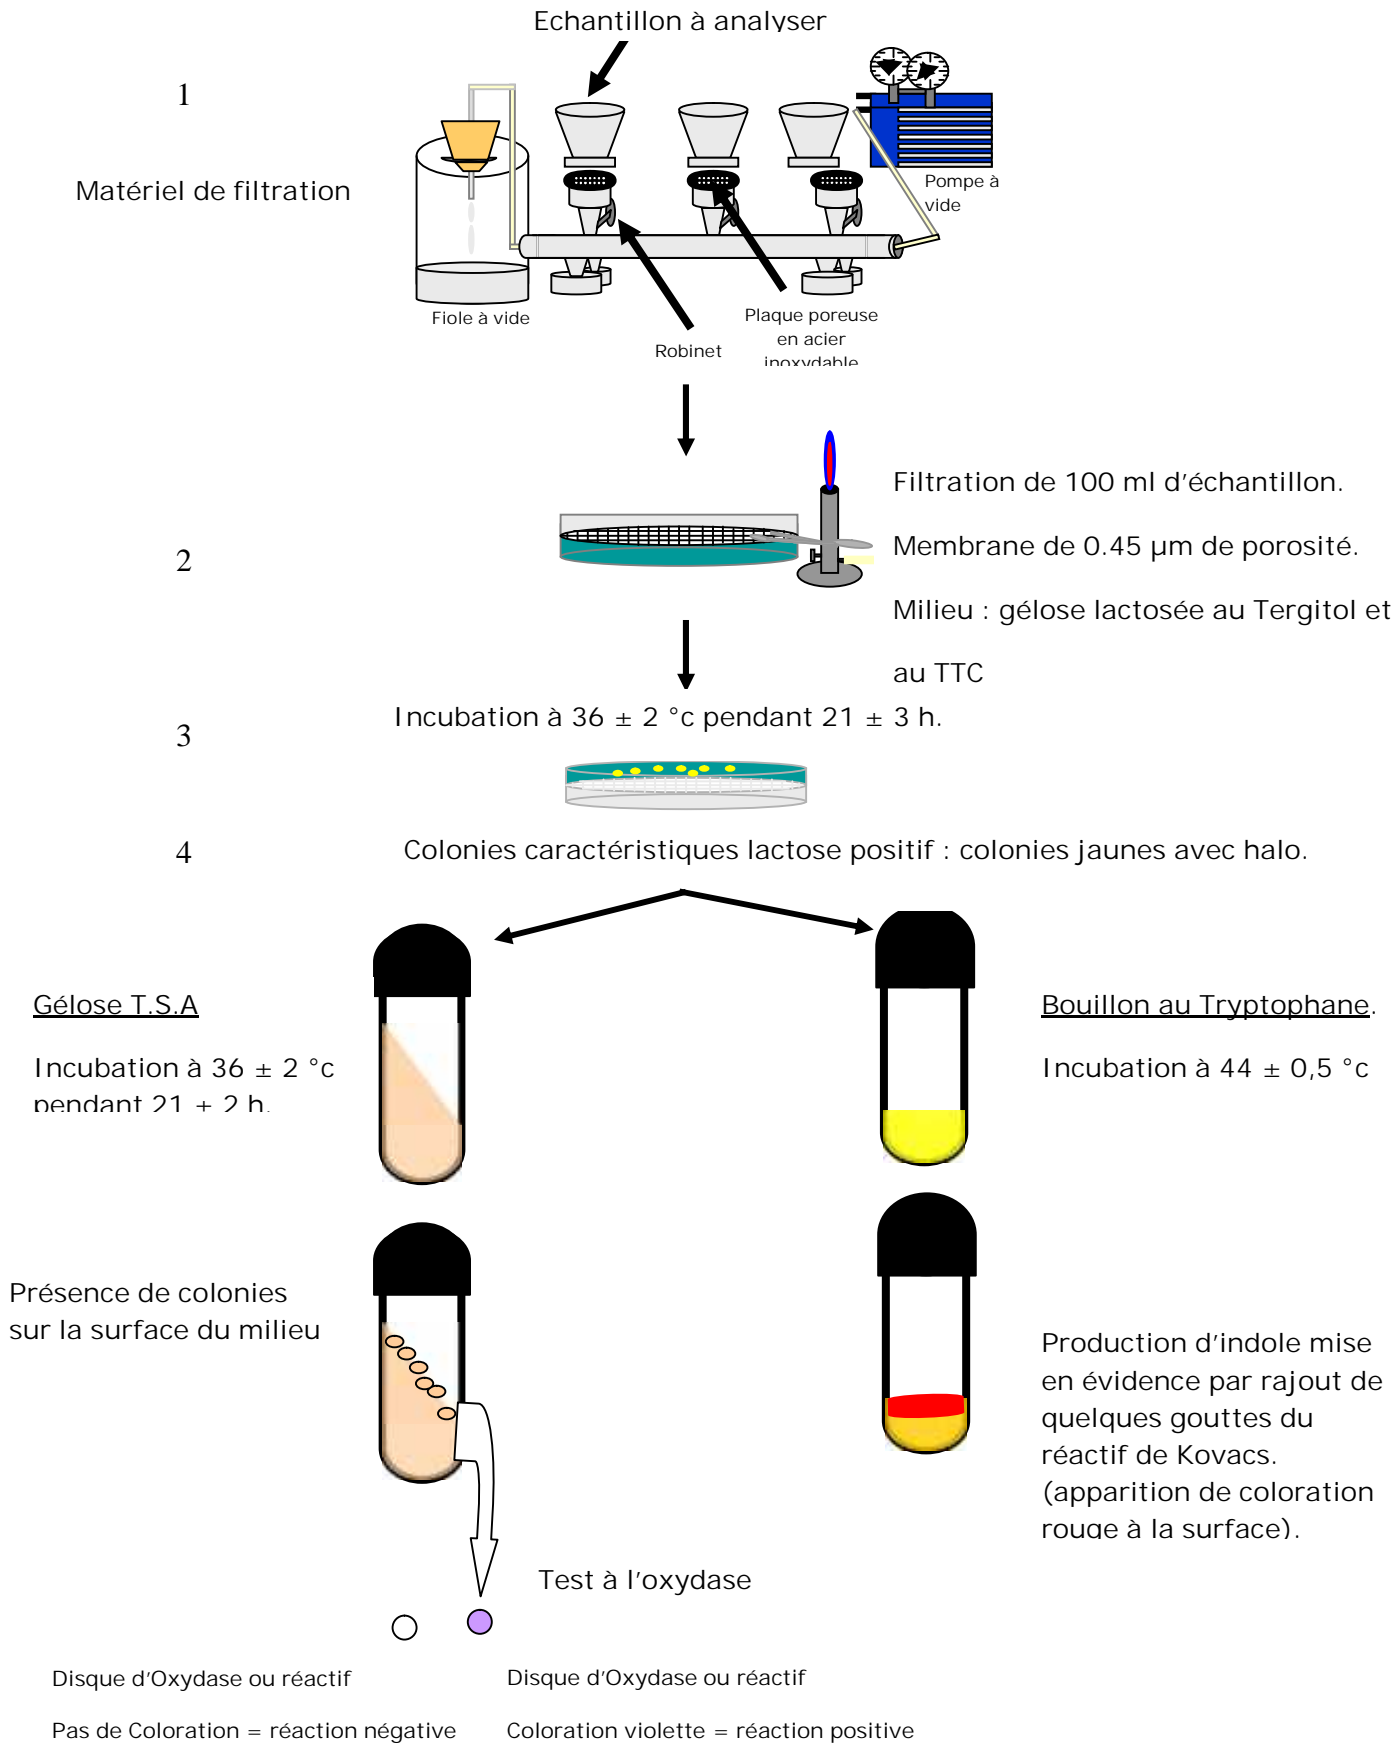 Echantillon à analyser
1
Matériel de filtration
Pompe à
vide
Fiole à vide
Robinet
Plaque poreuse
en acier
inoxydable
Filtration de 100 ml d'échantillon.
2
Membrane de 0.45 µm de porosité.
Milieu : gélose lactosée au Tergitol et
au TTC
3
Incubation à 36 ± 2 °c pendant 21 ± 3 h.
4
Colonies caractéristiques lactose positif : colonies jaunes avec halo.
Gélose T.S.A
Incubation à 36 ± 2 °c
pendant 21 ± 2 h.
Bouillon au Tryptophane.
Incubation à 44 ± 0,5 °c
Présence de colonies
sur la surface du milieu
Production d'indole mise
en évidence par rajout de
quelques gouttes du
réactif de Kovacs.
(apparition de coloration
rouge à la surface).
Test à l'oxydase
Disque d'Oxydase ou réactif
Pas de Coloration = réaction négative
Disque d'Oxydase ou réactif
Coloration violette = réaction positive